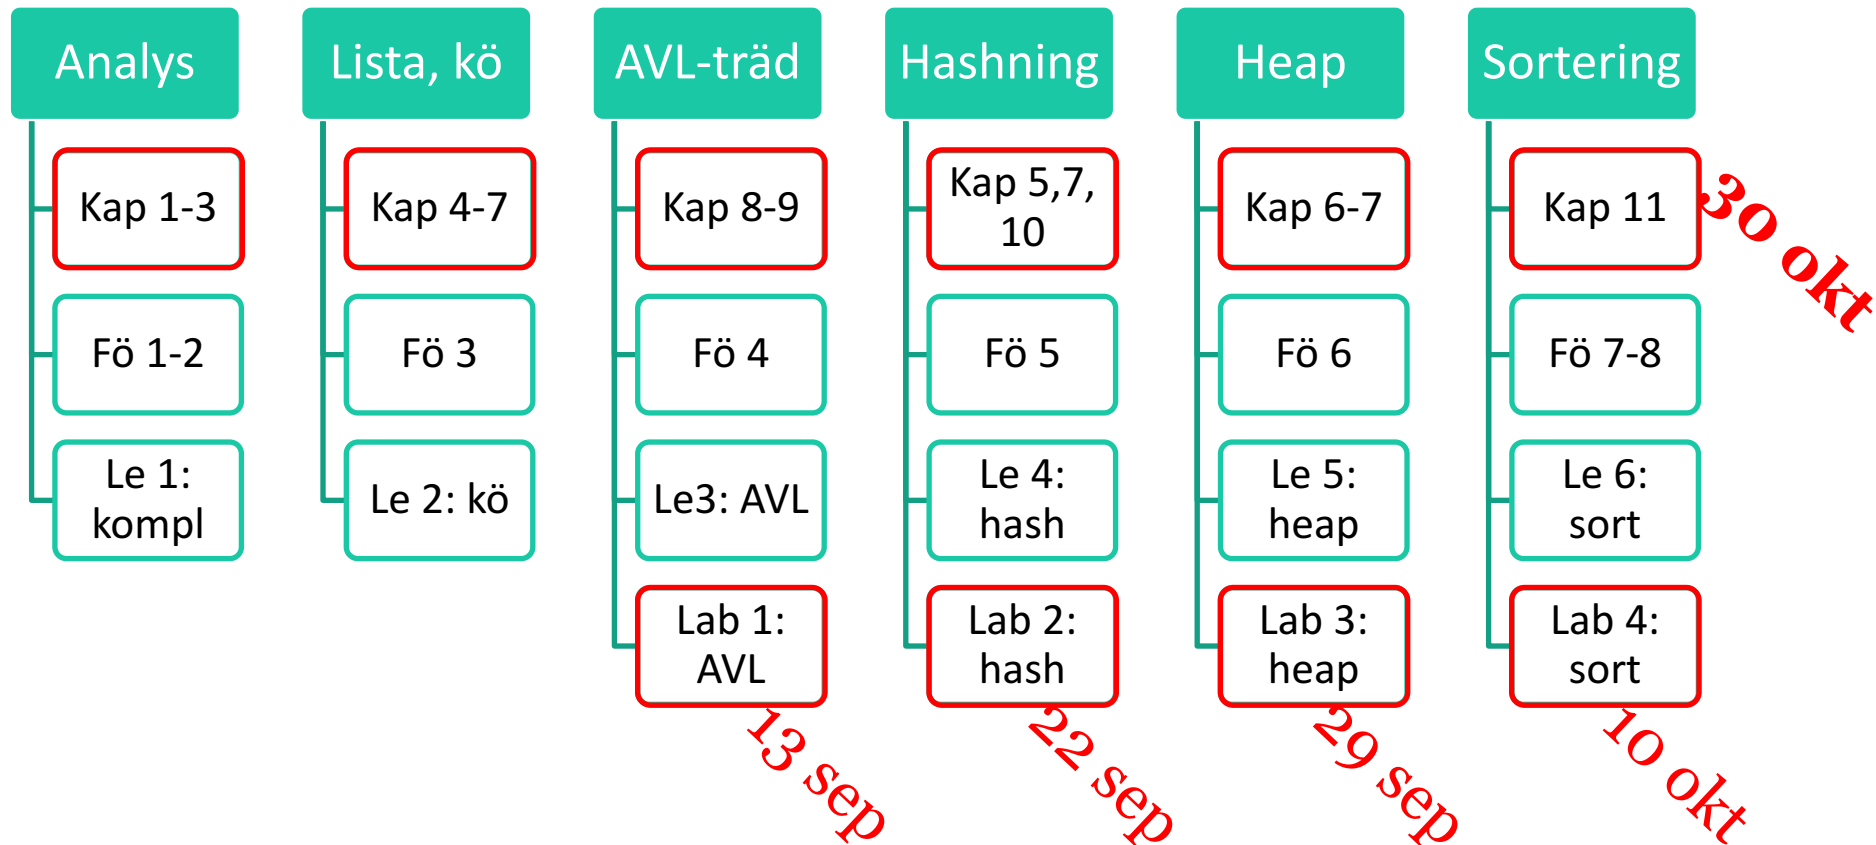 Analys
Kap 1-3
Fö 1-2
Le 1:
kompl
Lista, kö
Kap 4-7
Fö 3
Le 2: kö
AVL-träd
Kap 8-9
Fö 4
Le3: AVL
Lab 1:
AVL
13 sep
Hashning
Kap 5,7,
10
Fö 5
Le 4:
hash
Lab 2:
hash
22 sep
Heap
Kap 6-7
Fö 6
Le 5:
heap
Lab 3:
heap
29 sep
Sortering
Kap 11
30 okt
Fö 7-8
Le 6:
sort
Lab 4:
sort
10 okt